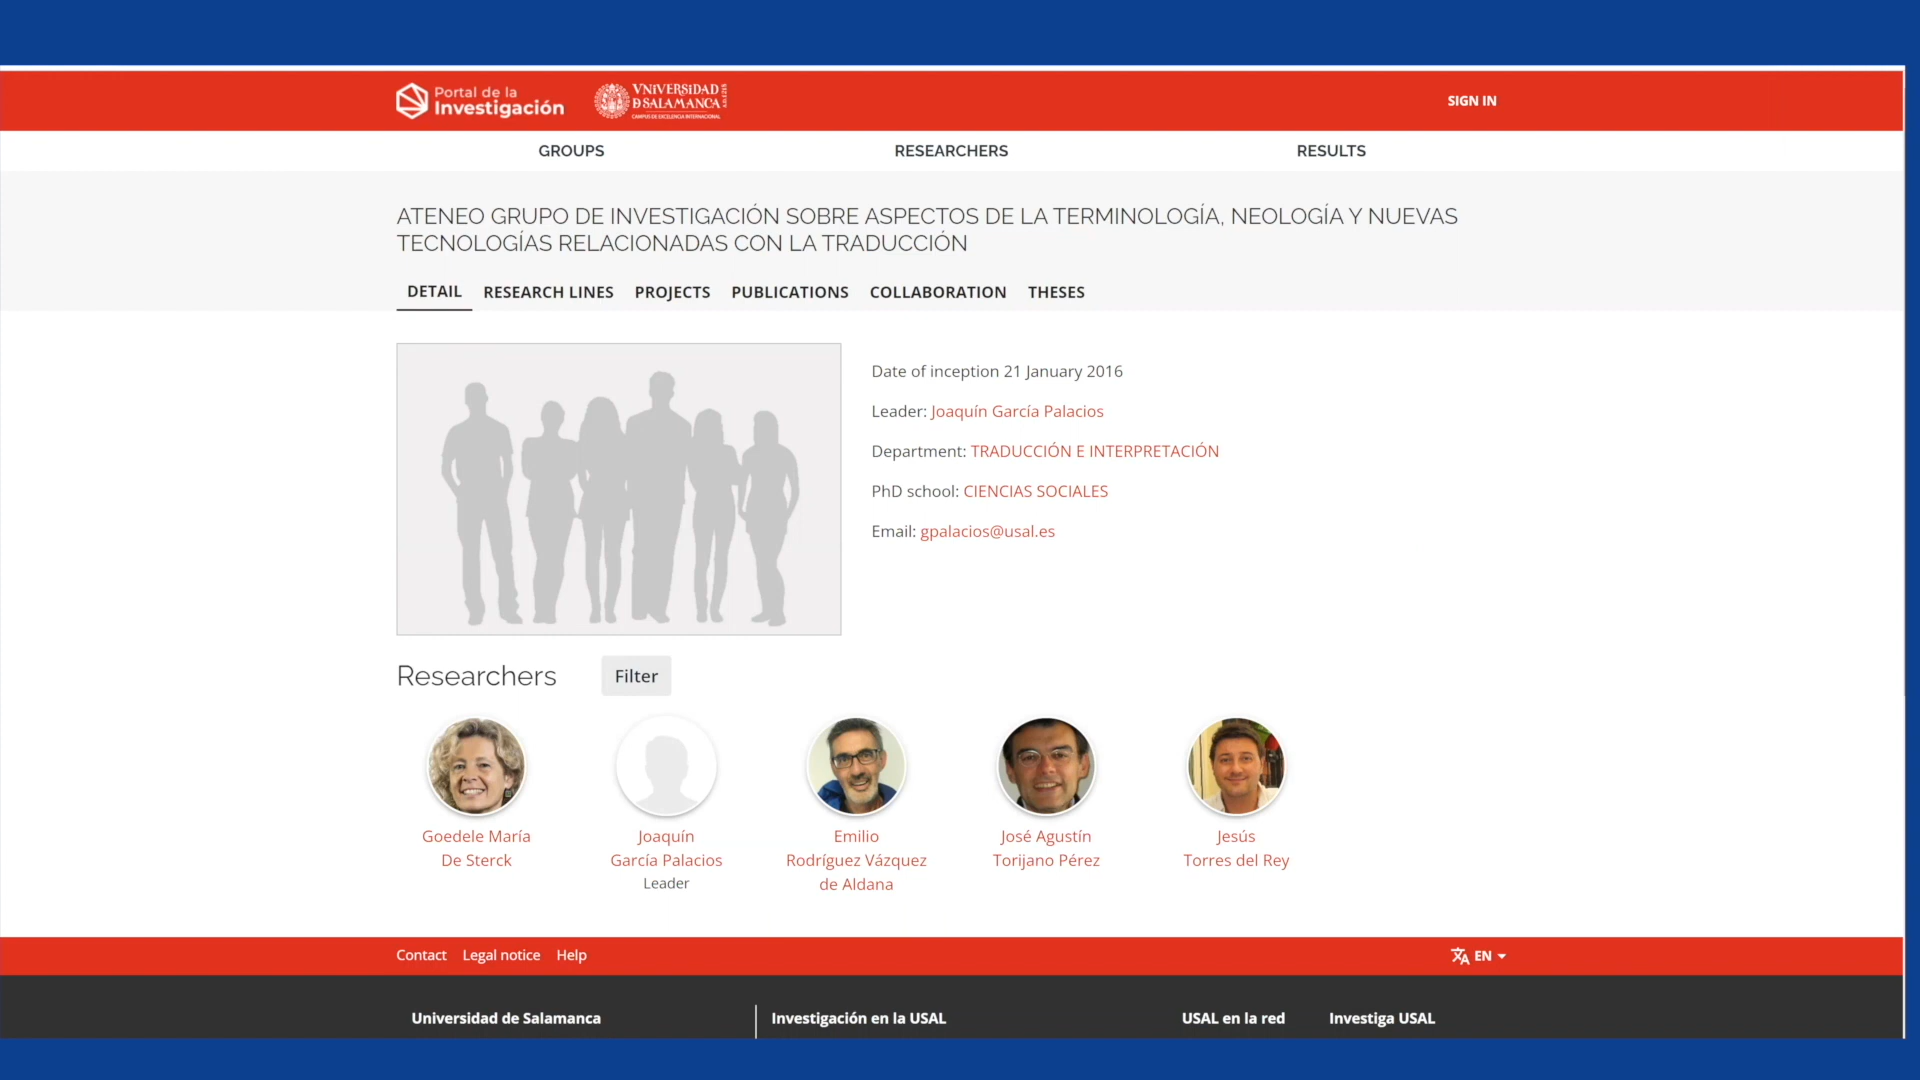 Portal de la
Investigación
VNiVERSiDAD
D SALAMANCA
CAMPUS DE EXCELENCIA INTERNACIONAL
SIGN IN
GROUPS
RESEARCHERS
RESULTS
ATENEO GRUPO DE INVESTIGACIÓN SOBRE ASPECTOS DE LA TERMINOLOGÍA, NEOLOGÍA Y NUEVAS
TECNOLOGÍAS RELACIONADAS CON LA TRADUCCIÓN
DETAIL
RESEARCH LINES
PROJECTS
PUBLICATIONS
COLLABORATION
THESES
Date of inception 21 January 2016
Leader: Joaquín García Palacios
Department: TRADUCCIÓN E INTERPRETACIÓN
PhD school: CIENCIAS SOCIALES
Email: gpalacios@usal.es
Researchers
Filter
Goedele María
De Sterck
Joaquín
García Palacios
Leader
Emilio
Rodríguez Vázquez
de Aldana
José Agustín
Torijano Pérez
Jesús
Torres del Rey
Contact
Legal notice
Help
EN
Universidad de Salamanca
Investigación en la USAL
USAL en la red
Investiga USAL